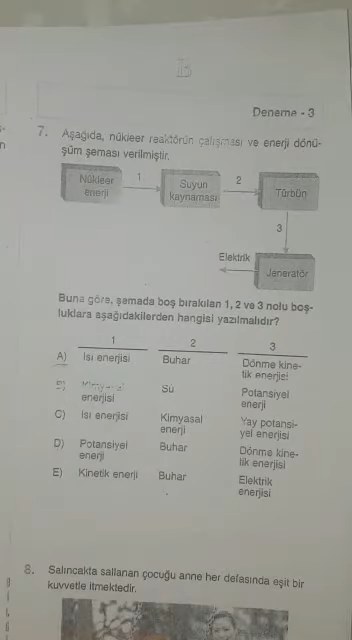 Deneme - 3
7. Aşağıda, nükleer reaktörün çalışması ve enerji dönü-
şüm şeması verilmiştir.
Nükleer
enerji
1
Suyun
kaynaması
2
Türbün
3
Elektrik
Jeneratör
Buna göre, şemada boş bırakılan 1, 2 ve 3 nolu boş-
luklara aşağıdakilerden hangisi yazılmalıdır?
1 2 3
A) Isı enerjisi Buhar Dönme kine-
tik enerjisi
B) Kimyasal Su Potansiyel
enerjisi enerji
C) Isı enerjisi Kimyasal Yay potansi-
enerji yel enerjisi
D) Potansiyel Buhar Dönme kine-
enerji tik enerjisi
E) Kinetik enerji Buhar Elektrik
enerjisi
8. Salıncakta sallanan çocuğu anne her defasında eşit bir
kuvvetle itmektedir.